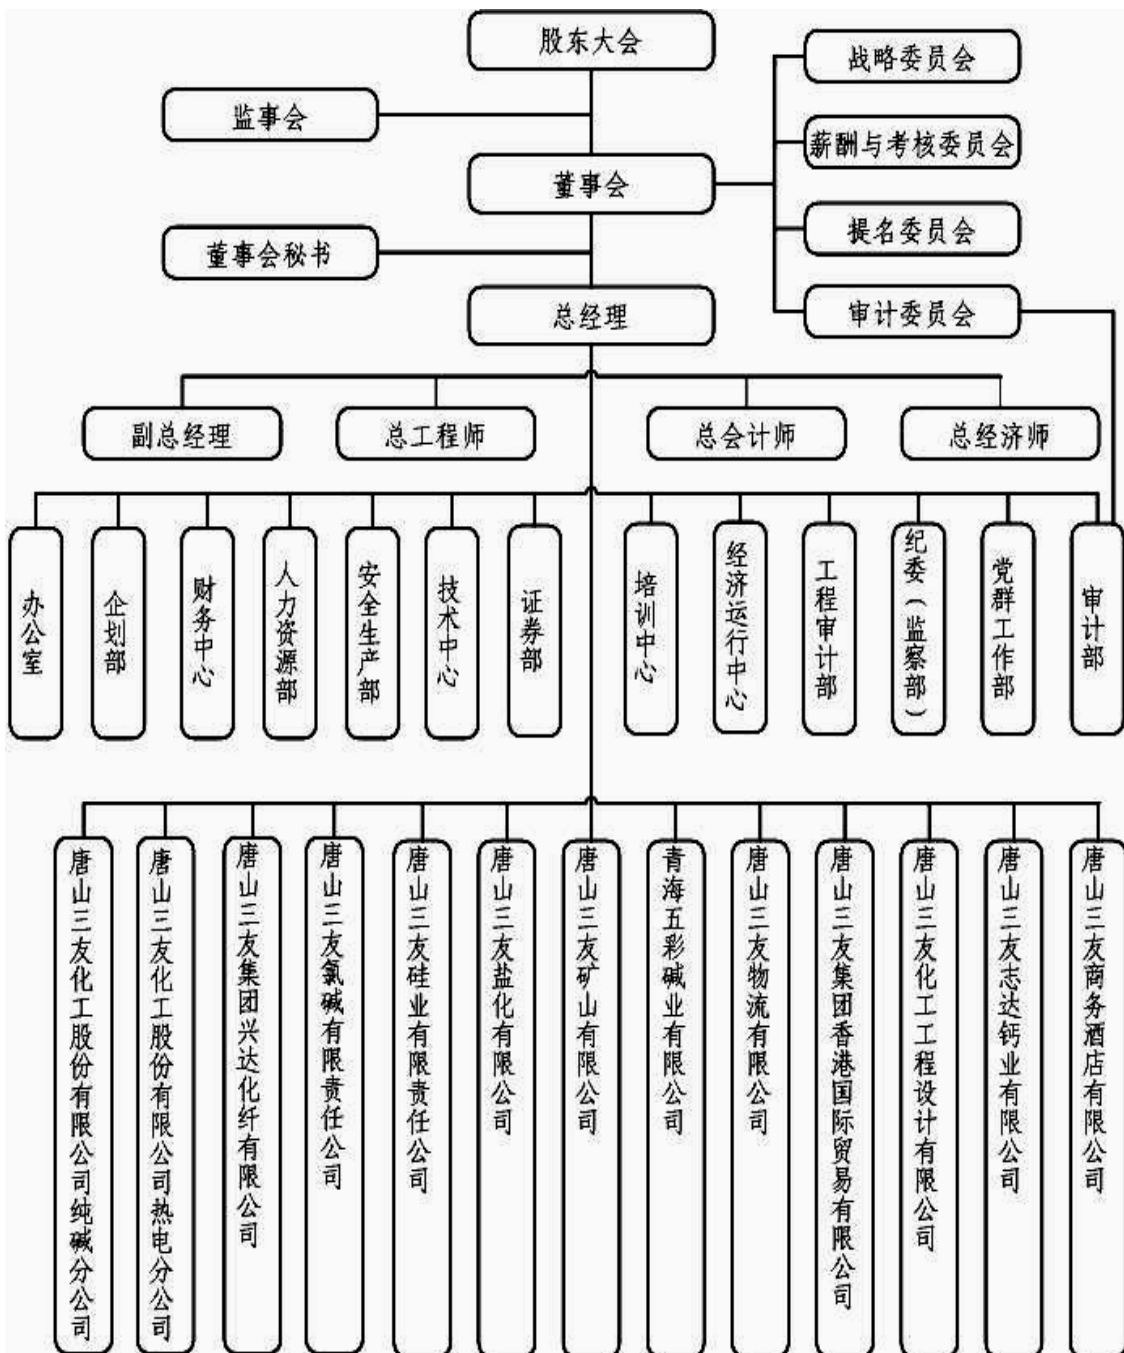 股东大会
战略委员会
监事会
薪酬与考核委员会
董事会
提名委员会
董事会秘书
总经理
审计委员会
副总经理
总工程师
总会计师
总经济师
办公室
企划部
财务中心
人力资源部
安全生产部
技术中心
证券部
培训中心
经济运行中心
工程审计部
纪委（监察部）
党群工作部
审计部
唐山三友化工股份有限公司纯碱分公司
唐山三友化工股份有限公司热电分公司
唐山三友集团兴达化纤有限公司
唐山三友氯碱有限责任公司
唐山三友硅业有限责任公司
唐山三友盐化有限公司
唐山三友矿山有限公司
青海五彩碱业有限公司
唐山三友物流有限公司
唐山三友集团香港国际贸易有限公司
唐山三友化工工程设计有限公司
唐山三友志达钙业有限公司
唐山三友商务酒店有限公司